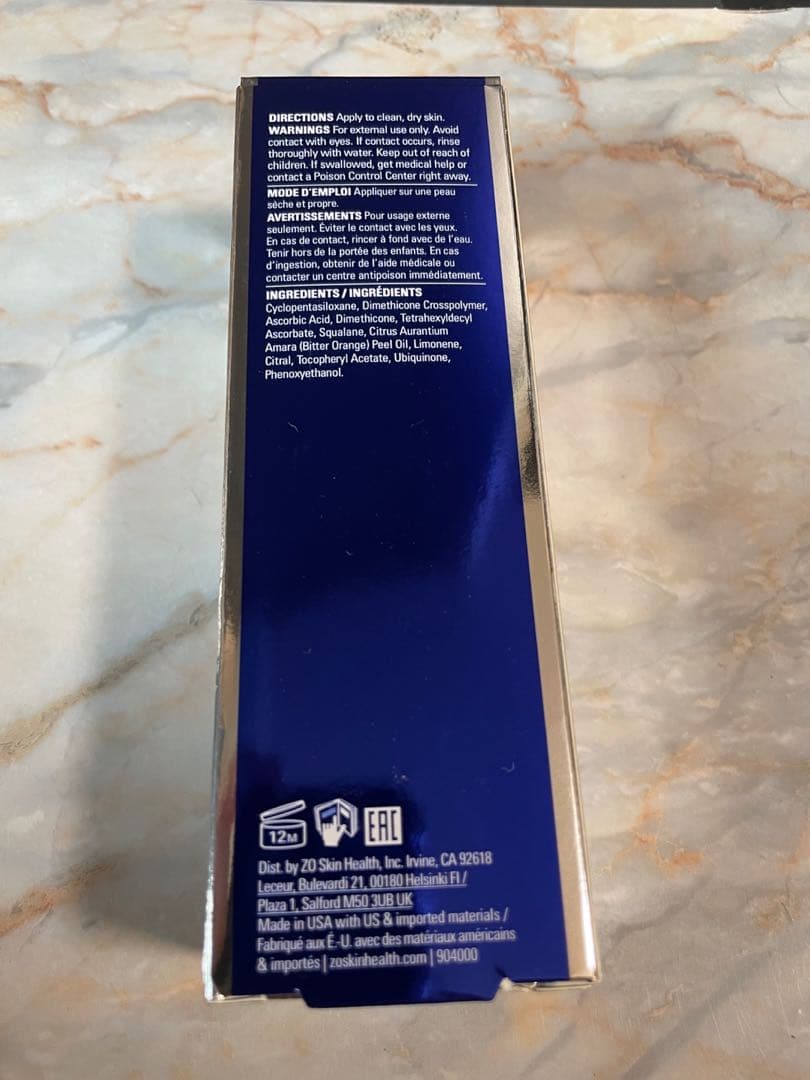 DIRECTIONS Apply to clean, dry skin.
WARNINGS For external use only. Avoid
contact with eyes. If contact occurs, rinse
thoroughly with water. Keep out of reach of
children. If swallowed, get medical help or
contact a Poison Control Center right away.
MODE D'EMPLOI Appliquer sur une peau
sèche et propre.
AVERTISSEMENTS Pour usage externe
seulement. Éviter le contact avec les yeux.
En cas de contact, rincer à fond avec de l'eau.
Tenir hors de la portée des enfants. En cas
d'ingestion, obtenir de l'aide médicale ou
contacter un centre antipoison immédiatement.
INGREDIENTS / INGRÉDIENTS
Cyclopentasiloxane, Dimethicone Crosspolymer,
Ascorbic Acid, Dimethicone, Tetrahexyldecyl
Ascorbate, Squalane, Citrus Aurantium
Amara (Bitter Orange) Peel Oil, Limonene,
Citral, Tocopheryl Acetate, Ubiquinone,
Phenoxyethanol.
12M EAC
Dist. by ZO Skin Health, Inc. Irvine, CA 92618
Leceur, Bulevardi 21, 00180 Helsinki FI /
Plaza 1, Salford M50 3UB UK
Made in USA with US & imported materials /
Fabriqué aux É.-U. avec des matériaux américains
& importés | zoskinhealth.com | 904000